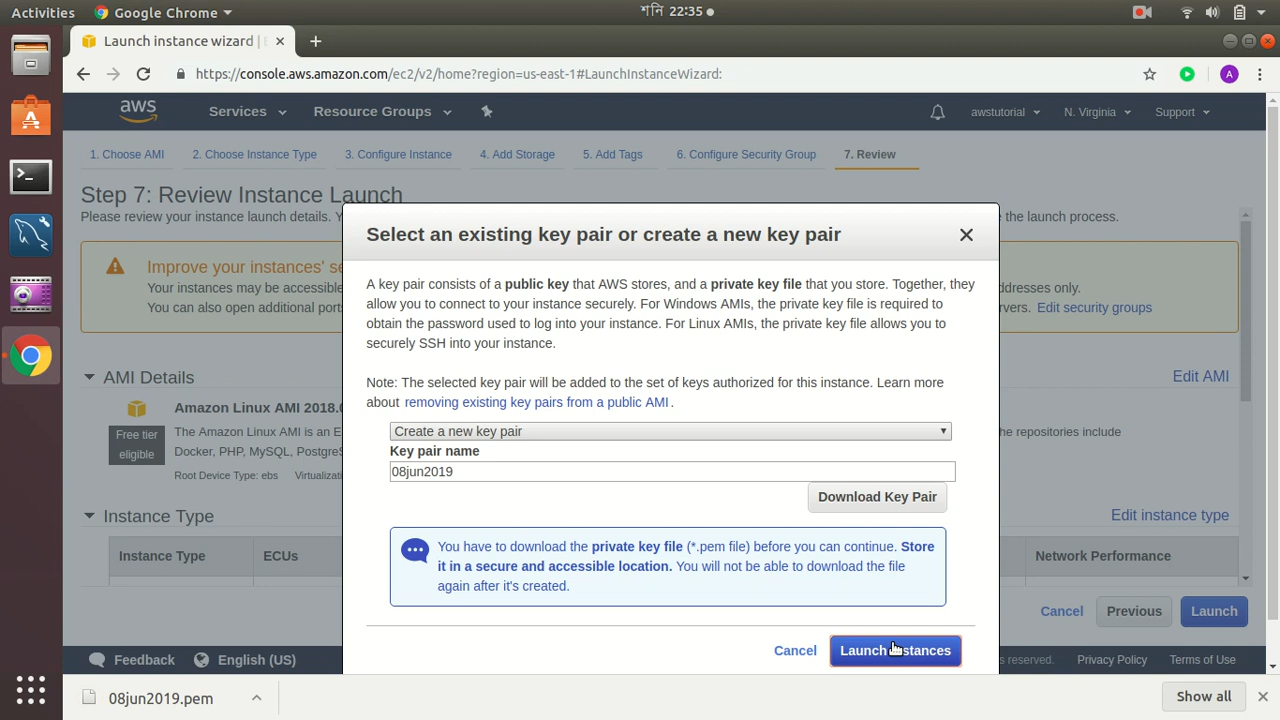 Activities Google Chrome শনি 22:35
Launch instance wizard |
https://console.aws.amazon.com/ec2/v2/home?region=us-east-1#LaunchInstanceWizard:
A
aws Services Resource Groups awstutorial N. Virginia Support
1. Choose AMI 2. Choose Instance Type 3. Configure Instance 4. Add Storage 5. Add Tags 6. Configure Security Group 7. Review
Step 7: Review Instance Launch
Please review your instance launch details. the launch process.
Improve your instances'
Your instances may be accessible only.
You can also open additional Edit security groups
Select an existing key pair or create a new key pair
A key pair consists of a public key that AWS stores, and a private key file that you store. Together, they
allow you to connect to your instance securely. For Windows AMIs, the private key file is required to
obtain the password used to log into your instance. For Linux AMIs, the private key file allows you to
securely SSH into your instance.
Note: The selected key pair will be added to the set of keys authorized for this instance. Learn more
about removing existing key pairs from a public AMI .
Create a new key pair
Key pair name
08jun2019
Download Key Pair
You have to download the private key file (*.pem file) before you can continue. Store
it in a secure and accessible location. You will not be able to download the file
again after it's created.
Cancel Launch Instances
AMI Details Edit AMI
Amazon Linux AMI 2018.0
Free tier
eligible
The Amazon Linux AMI is an the repositories include
Docker, PHP, MySQL,
Root Device Type: ebs
Instance Type Edit instance type
Instance Type ECUs Network Performance
Cancel Previous Launch
Feedback English (US) reserved. Privacy Policy Terms of Use
08jun2019.pem Show all